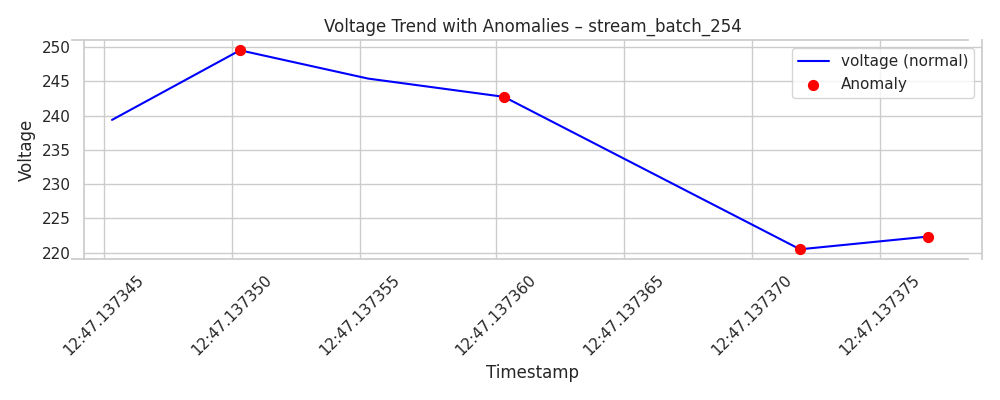 Voltage Trend with Anomalies – stream_batch_254
voltage (normal)
Anomaly
Voltage
250
245
240
235
230
225
220
12:47.137345
12:47.137350
12:47.137355
12:47.137360
12:47.137365
12:47.137370
12:47.137375
Timestamp